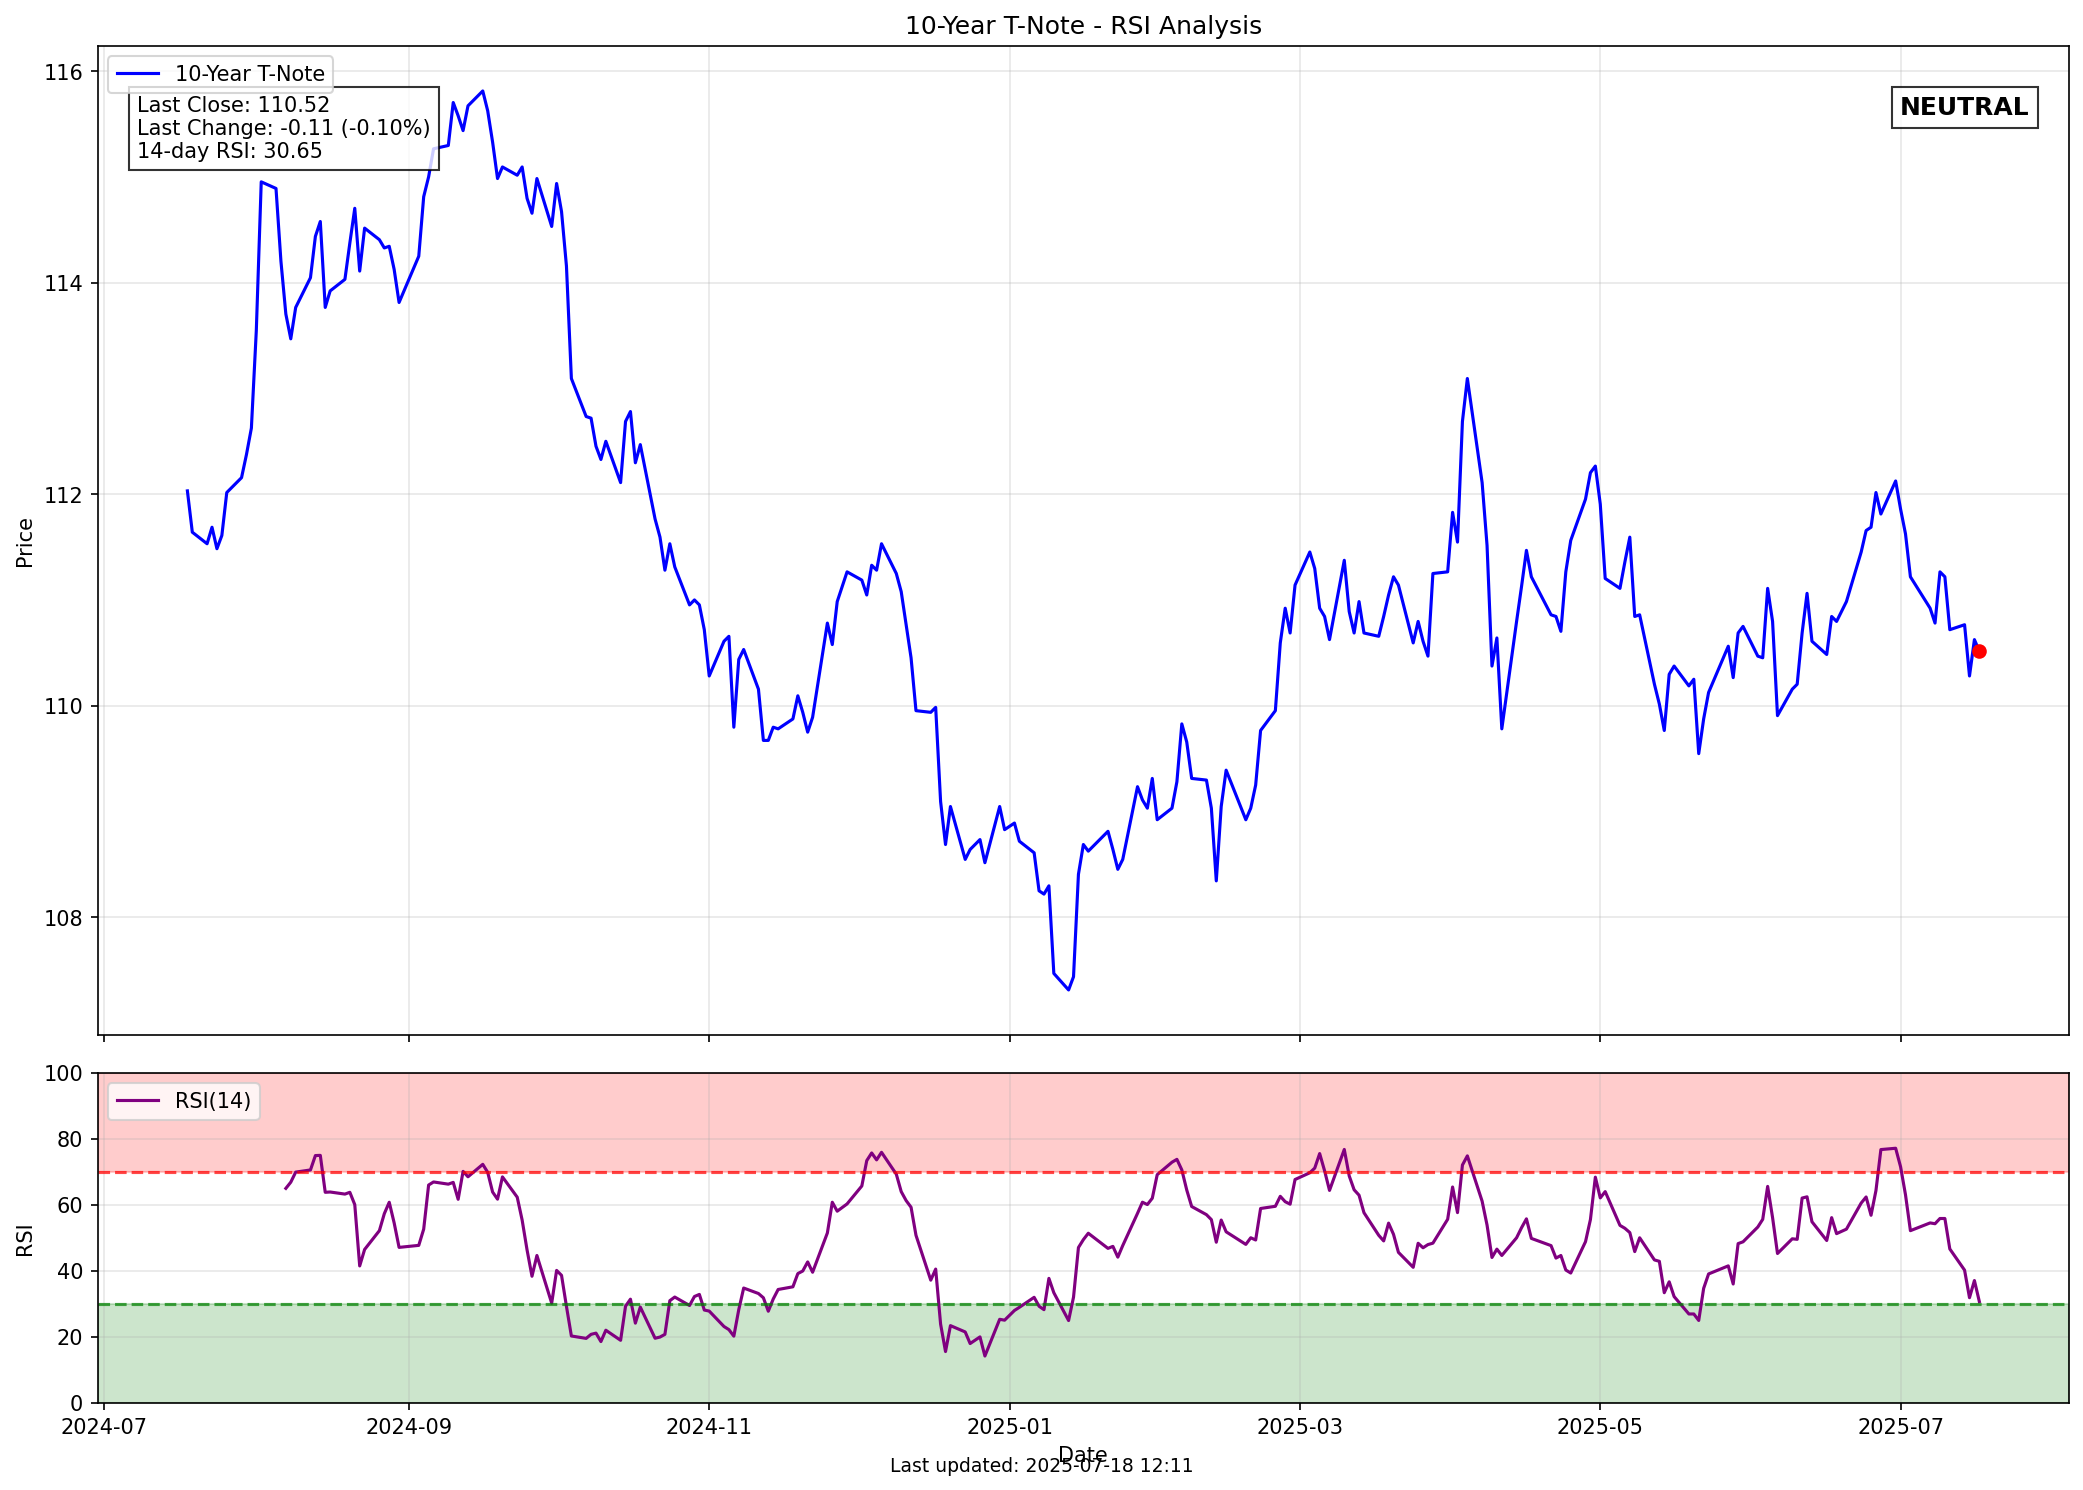 10-Year T-Note - RSI Analysis
10-Year T-Note
Last Close: 110.52
Last Change: -0.11 (-0.10%)
14-day RSI: 30.65
NEUTRAL
116
114
112
110
108
Price
RSI(14)
100
80
60
40
20
0
RSI
2024-07
2024-09
2024-11
2025-01
2025-03
2025-05
2025-07
Date
Last updated: 2025-07-18 12:11